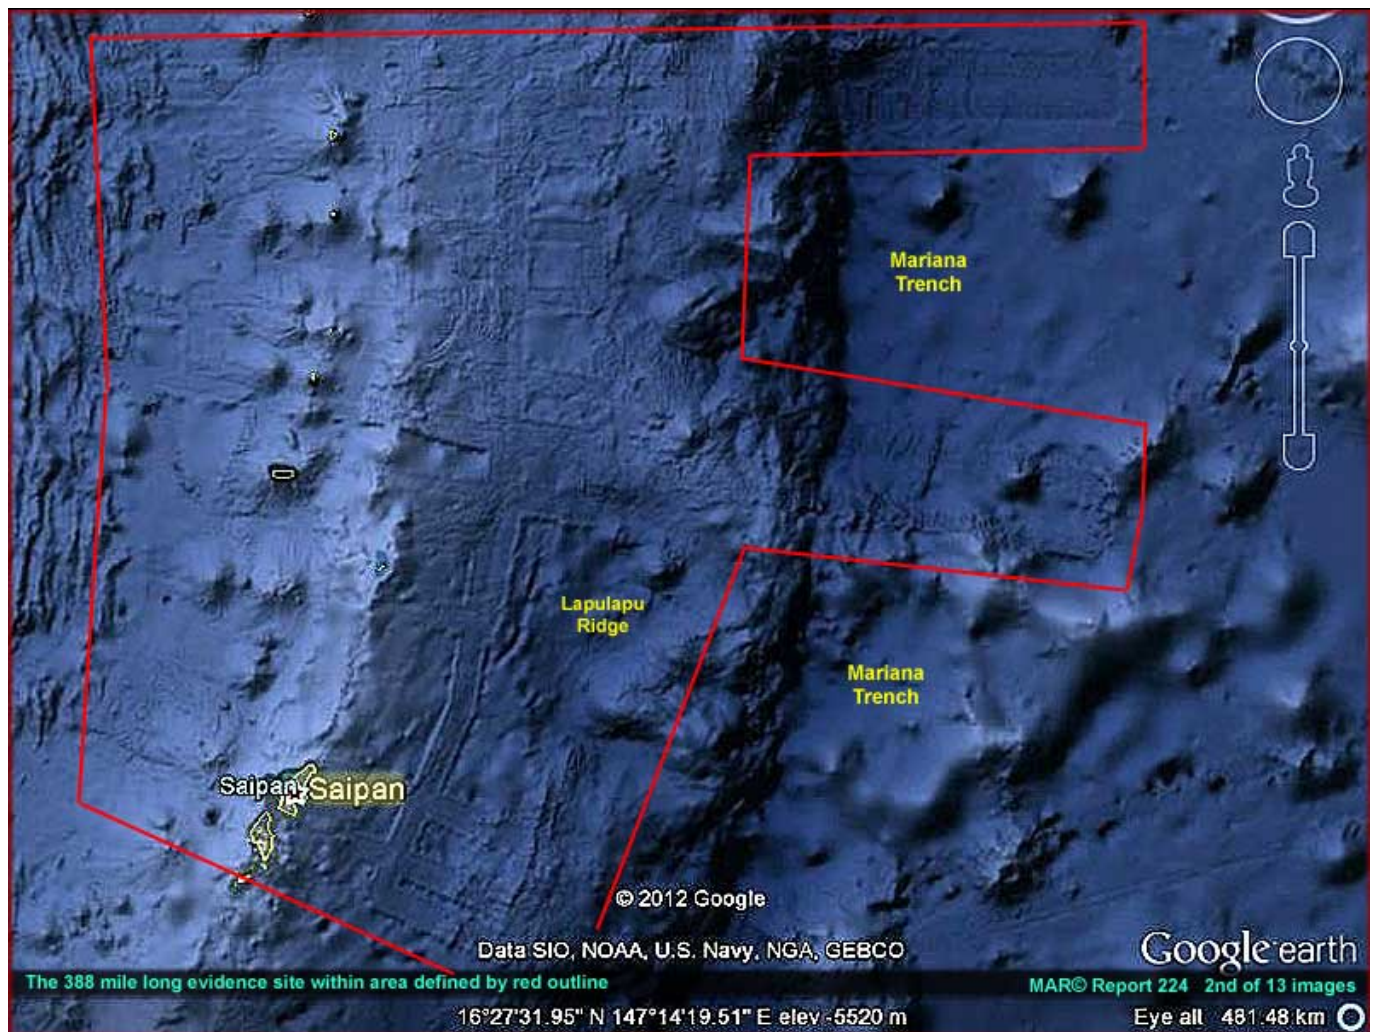 Mariana
Trench
Lapulapu
Ridge
Mariana
Trench
Saipan Saipan
© 2012 Google
Data SIO, NOAA, U.S. Navy, NGA, GEBCO
Google earth
The 388 mile long evidence site within area defined by red outline
MAR© Report 224 2nd of 13 images
16°27'31.95" N 147°14'19.51" E elev -5520 m
Eye alt 481.48 km